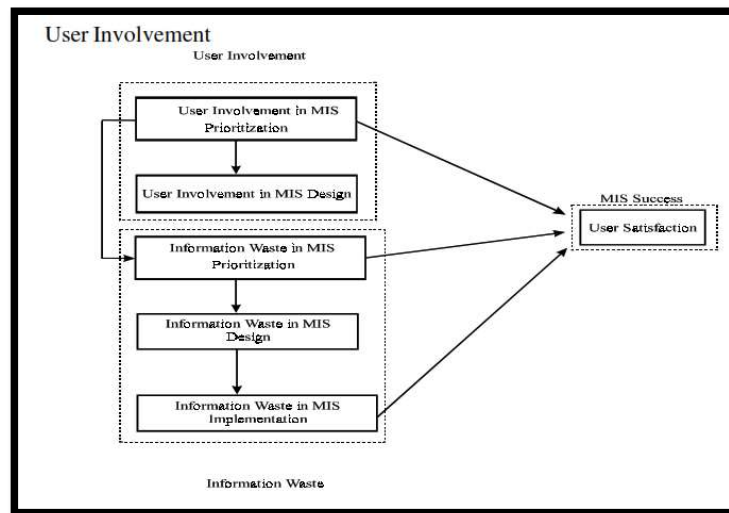 User Involvement
User Involvement
User Involvement in MIS
Prioritization
User Involvement in MIS Design
MIS Success
User Satisfaction
Information Waste in MIS
Prioritization
Information Waste in MIS
Design
Information Waste in MIS
Implementation
Information Waste